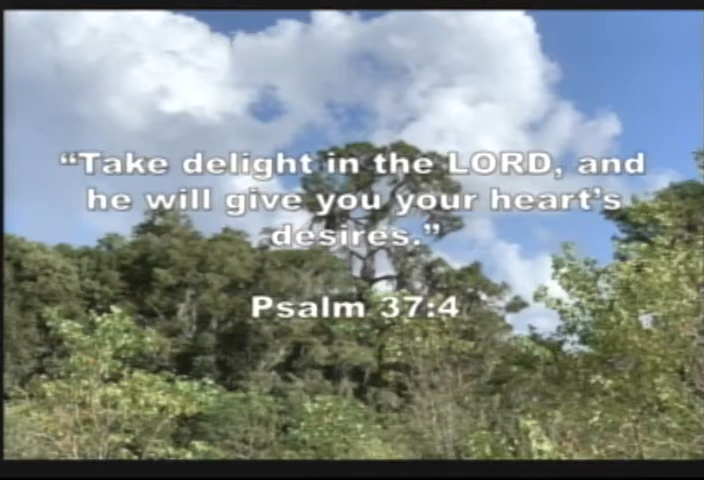 “Take delight in the LORD, and
he will give you your heart’s
desires.”
Psalm 37:4